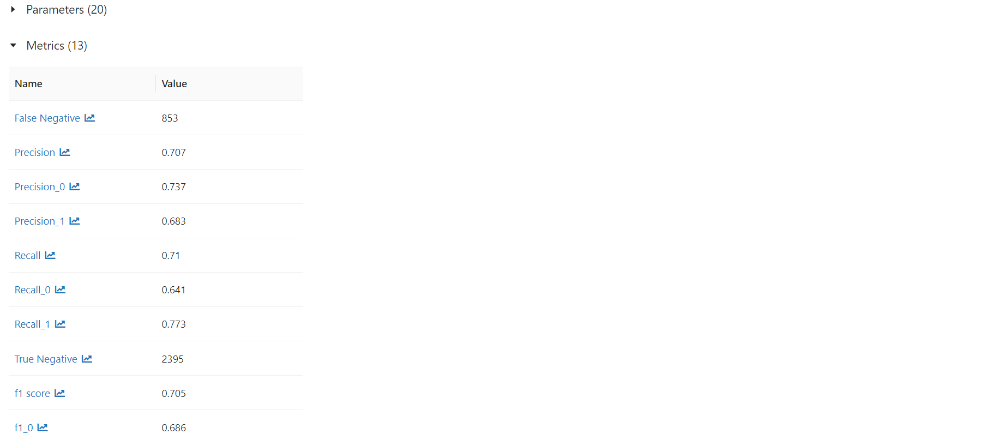 Parameters (20)
Metrics (13)
Name Value
False Negative 853
Precision 0.707
Precision_0 0.737
Precision_1 0.683
Recall 0.71
Recall_0 0.641
Recall_1 0.773
True Negative 2395
f1 score 0.705
f1_0 0.686